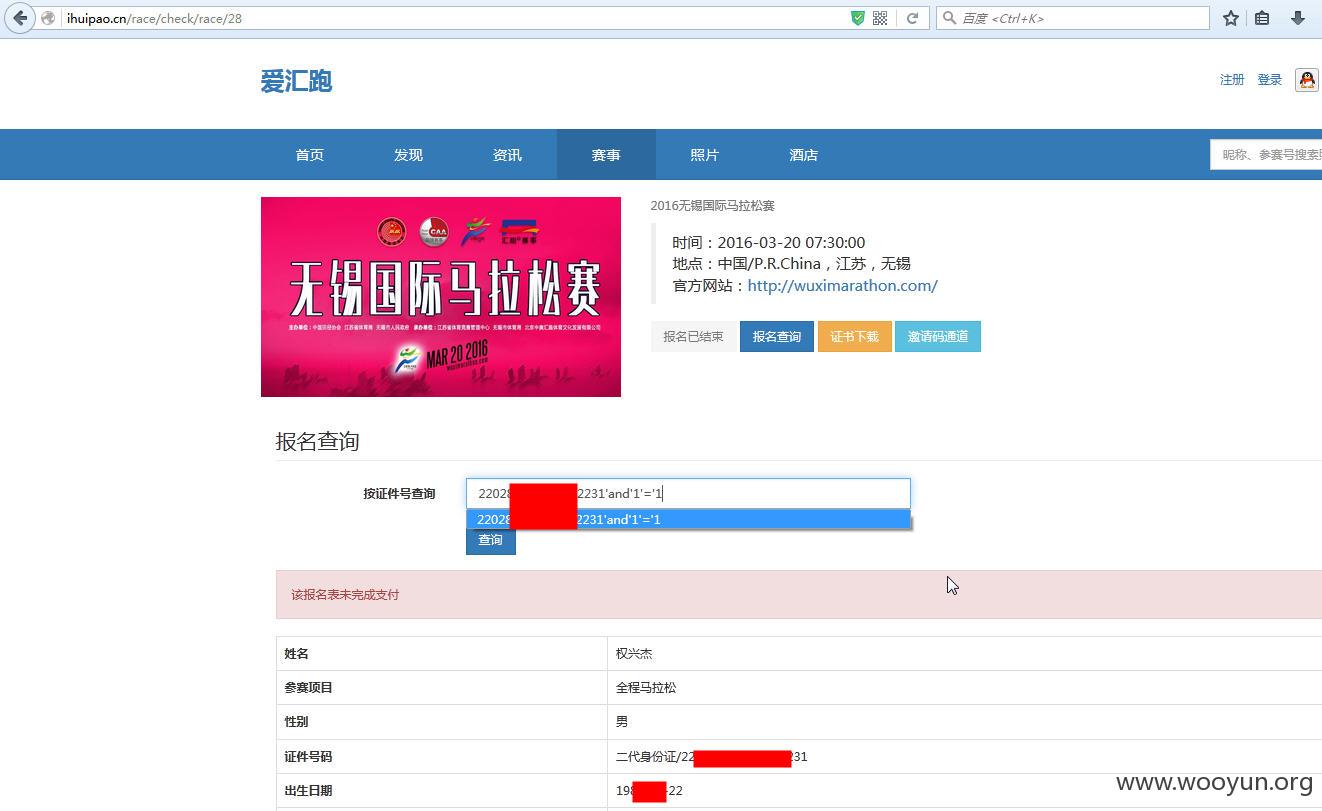 ihuipao.cn/race/check/race/28
百度 <Ctrl+K>
爱汇跑
注册 登录
首页 发现 资讯 赛事 照片 酒店
昵称、参赛号搜索
CAA
无锡国际马拉松赛
MAR 20 2016
2016无锡国际马拉松赛
时间：2016-03-20 07:30:00
地点：中国/P.R.China，江苏，无锡
官方网站：http://wuximarathon.com/
报名已结束 报名查询 证书下载 邀请码通道
报名查询
按证件号查询 22028 2231'and'1'='1
22028 2231'and'1'='1
查询
该报名表未完成支付
姓名 权兴杰
参赛项目 全程马拉松
性别 男
证件号码 二代身份证/22 231
出生日期 198 -22
www.wooyun.org